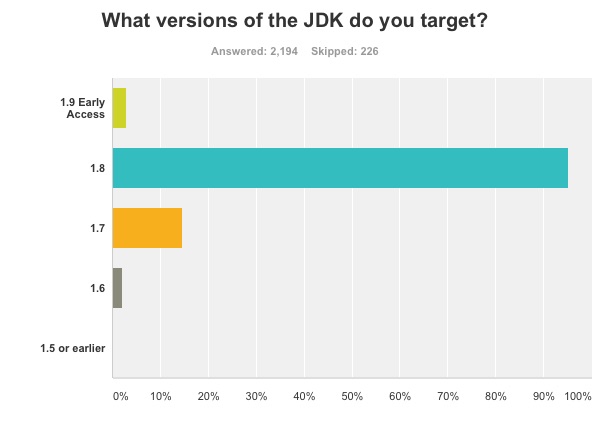 What versions of the JDK do you target?
Answered: 2,194 Skipped: 226
1.9 Early
Access
1.8
1.7
1.6
1.5 or earlier
0% 10% 20% 30% 40% 50% 60% 70% 80% 90% 100%